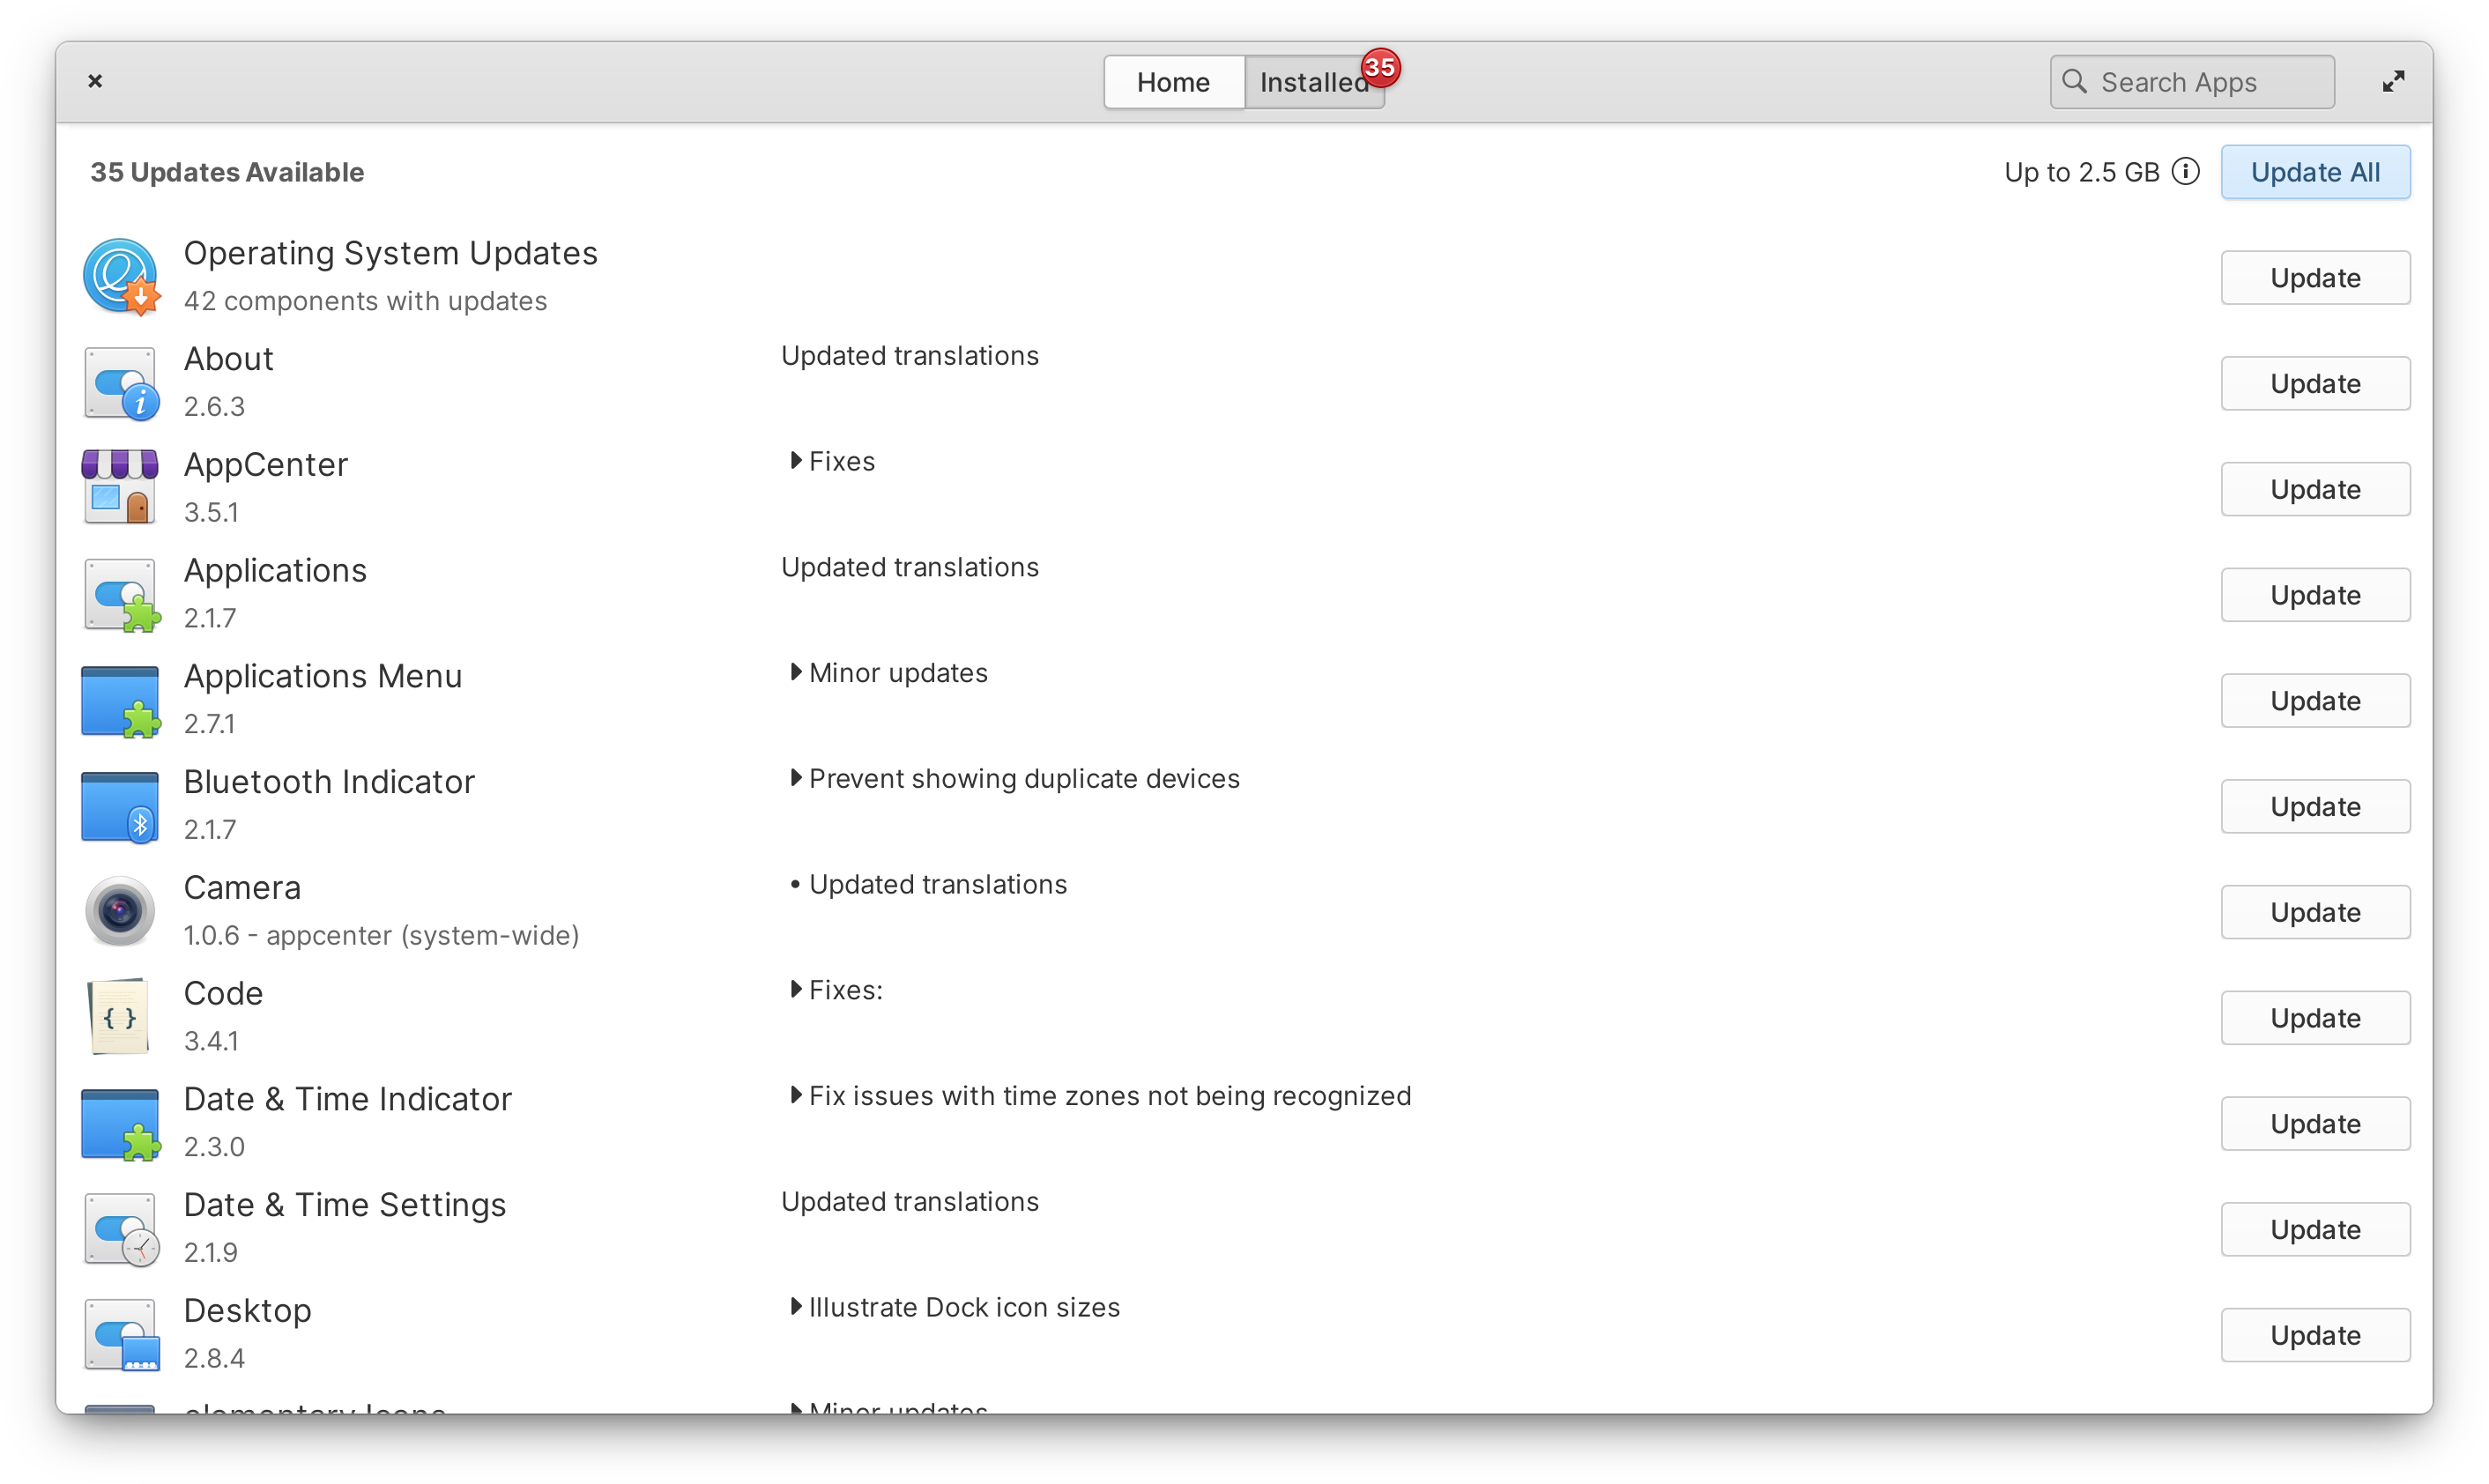 Home
Installed
35
Search Apps
35 Updates Available
Up to 2.5 GB
Update All
Operating System Updates
42 components with updates
Update
About
2.6.3
Updated translations
Update
AppCenter
3.5.1
Fixes
Update
Applications
2.1.7
Updated translations
Update
Applications Menu
2.7.1
Minor updates
Update
Bluetooth Indicator
2.1.7
Prevent showing duplicate devices
Update
Camera
1.0.6 - appcenter (system-wide)
• Updated translations
Update
Code
3.4.1
Fixes:
Update
Date & Time Indicator
2.3.0
Fix issues with time zones not being recognized
Update
Date & Time Settings
2.1.9
Updated translations
Update
Desktop
2.8.4
Illustrate Dock icon sizes
Update
elementary Icons
Minor updates